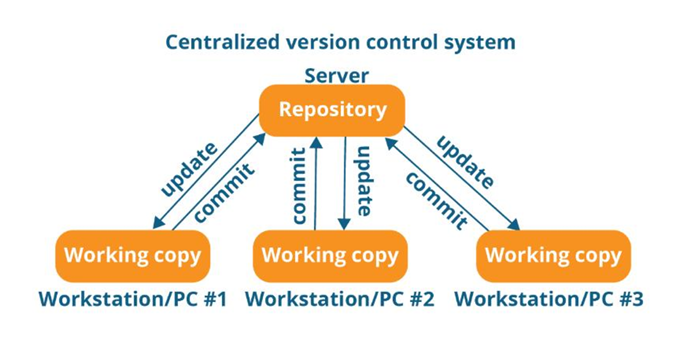 Centralized version control system
Server
Repository
update
commit
commit
update
update
commit
Working copy
Working copy
Working copy
Workstation/PC #1
Workstation/PC #2
Workstation/PC #3